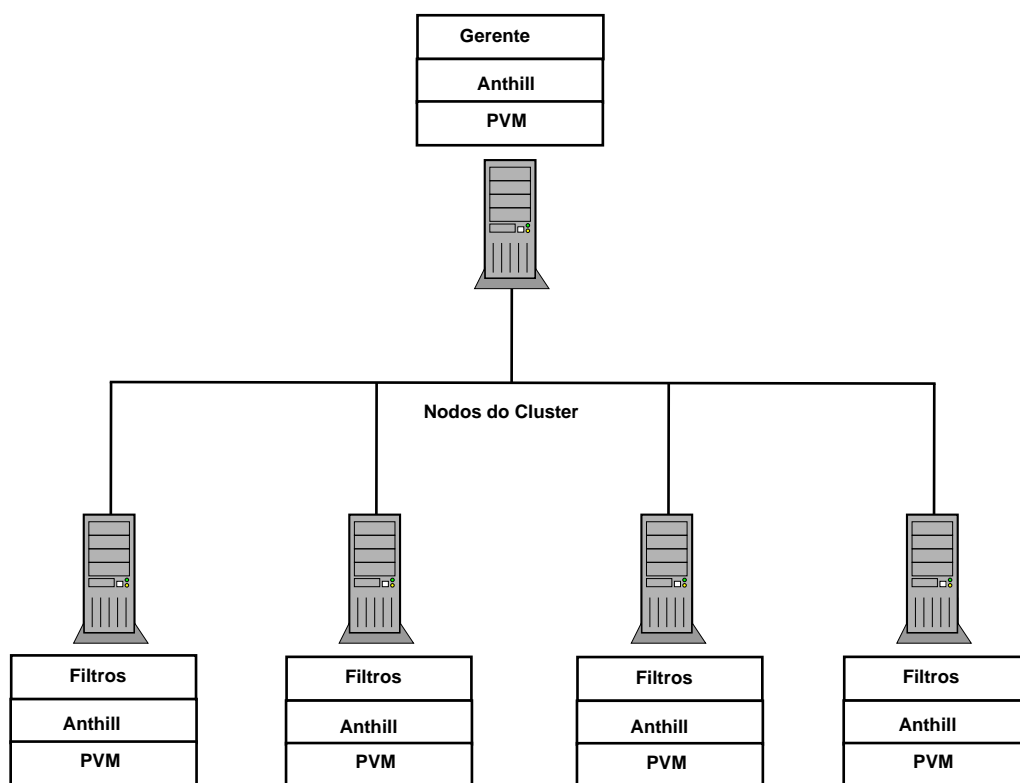 Gerente
Anthill
PVM
Nodos do Cluster
Filtros
Anthill
PVM
Filtros
Anthill
PVM
Filtros
Anthill
PVM
Filtros
Anthill
PVM